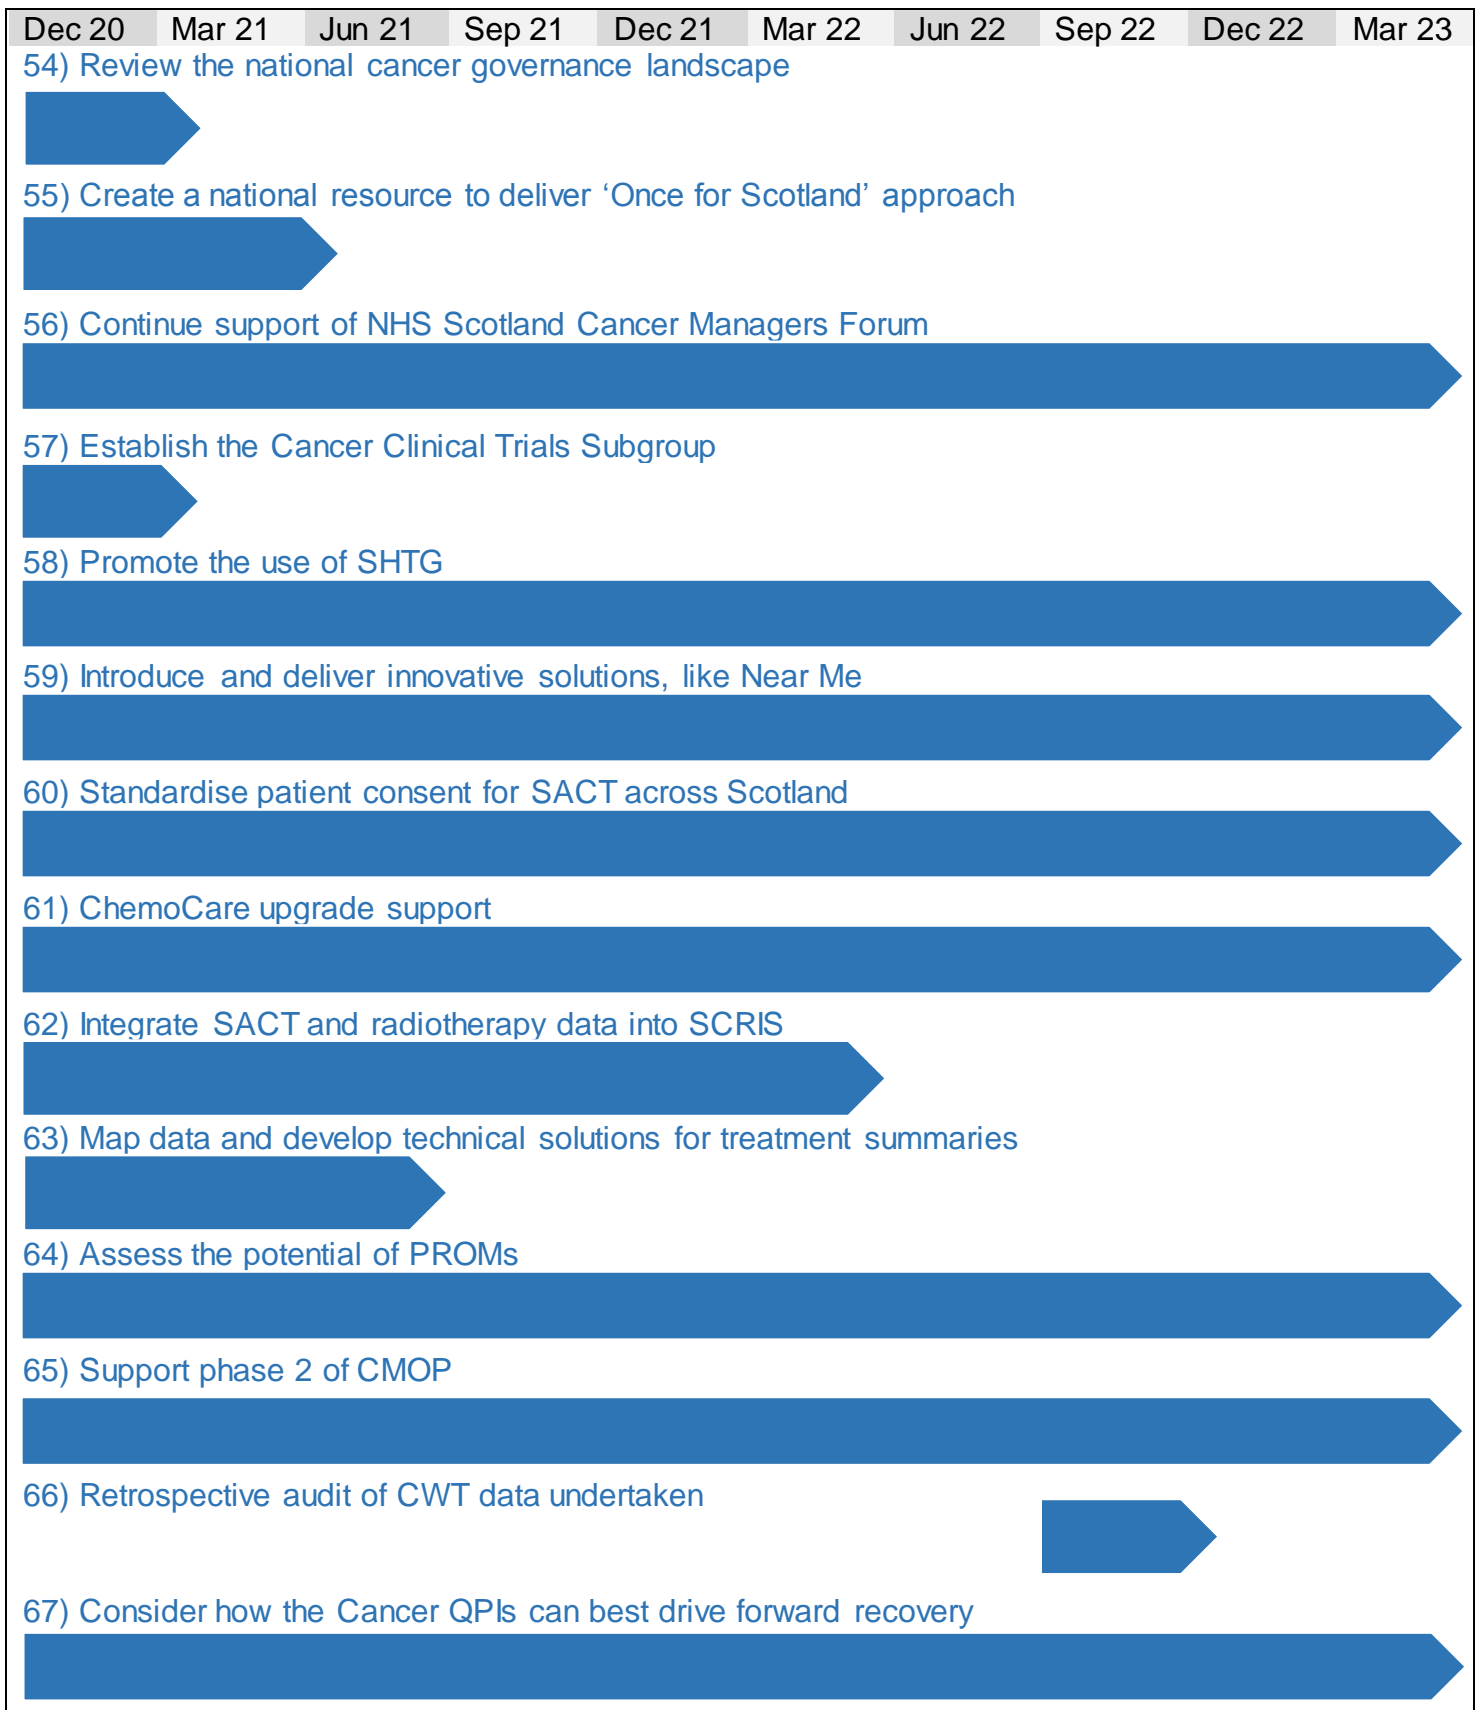 Dec 20 Mar 21 Jun 21 Sep 21 Dec 21 Mar 22 Jun 22 Sep 22 Dec 22 Mar 23
54) Review the national cancer governance landscape
55) Create a national resource to deliver ‘Once for Scotland’ approach
56) Continue support of NHS Scotland Cancer Managers Forum
57) Establish the Cancer Clinical Trials Subgroup
58) Promote the use of SHTG
59) Introduce and deliver innovative solutions, like Near Me
60) Standardise patient consent for SACT across Scotland
61) ChemoCare upgrade support
62) Integrate SACT and radiotherapy data into SCRIS
63) Map data and develop technical solutions for treatment summaries
64) Assess the potential of PROMs
65) Support phase 2 of CMOP
66) Retrospective audit of CWT data undertaken
67) Consider how the Cancer QPIs can best drive forward recovery